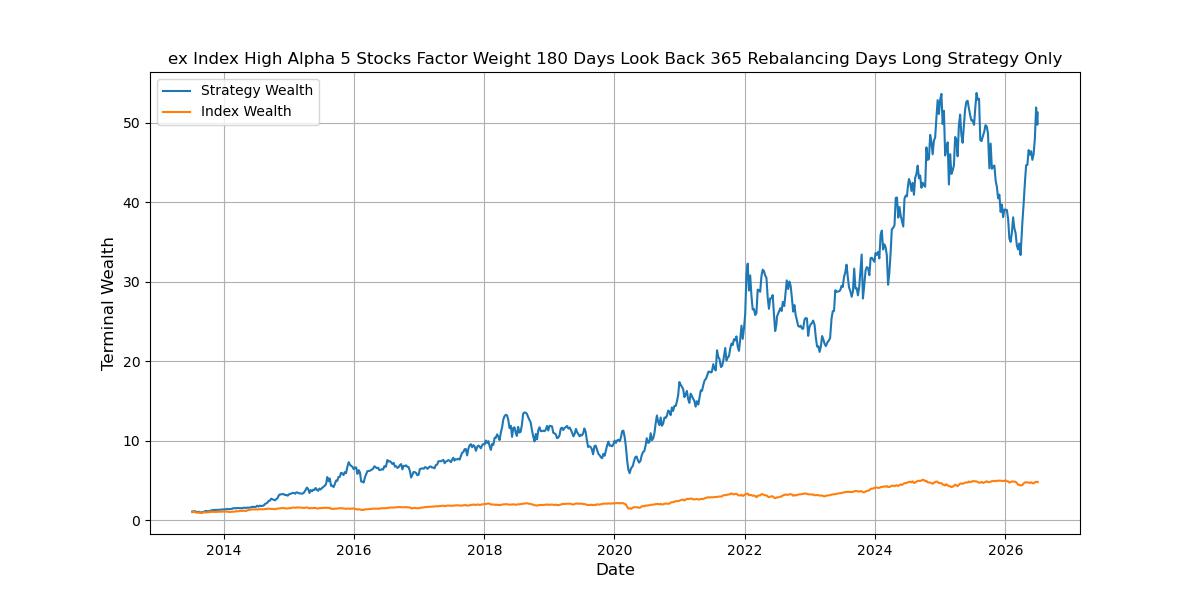 ex Index High Alpha 5 Stocks Factor Weight 180 Days Look Back 365 Rebalancing Days Long Strategy Only
Strategy Wealth
Index Wealth
Terminal Wealth
50
40
30
20
10
0
2014 2016 2018 2020 2022 2024 2026
Date